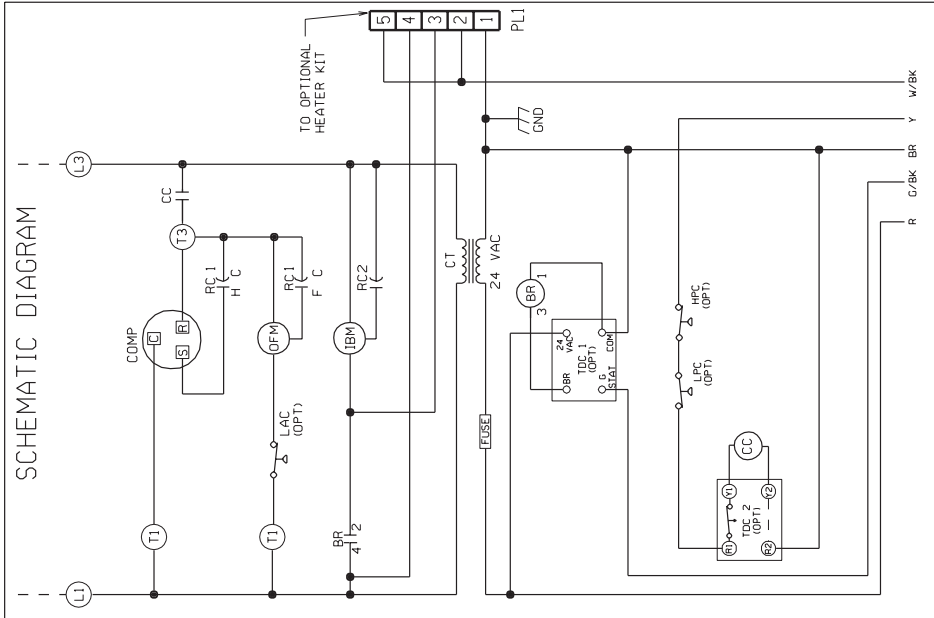 SCHEMATIC DIAGRAM
L1
L3
T1
COMP
C
S
R
T3
CC
RC 1
H C
T1
LAC
(OPT)
OFM
RC1
F C
BR
4 2
IBM
RC2
CT
24 VAC
FUSE
TO OPTIONAL
HEATER KIT
5 4 3 2 1
PL1
GND
BR
3 1
24
VAC
BR
TDC 1
(OPT)
G
STAT
COM
LPC
(OPT)
HPC
(OPT)
CC
R1
Y1
TDC 2
(OPT)
R2
Y2
R
G/BK
BR
Y
W/BK